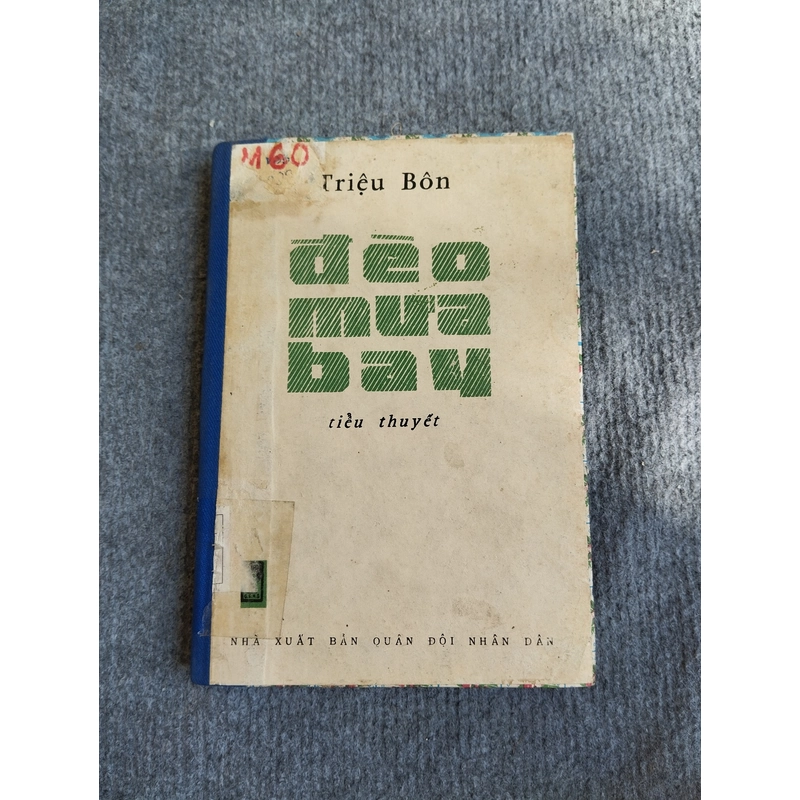 M60
Triệu Bôn
đèo
mưa
bay
tiểu thuyết
NHÀ XUẤT BẢN QUÂN ĐỘI NHÂN DÂN